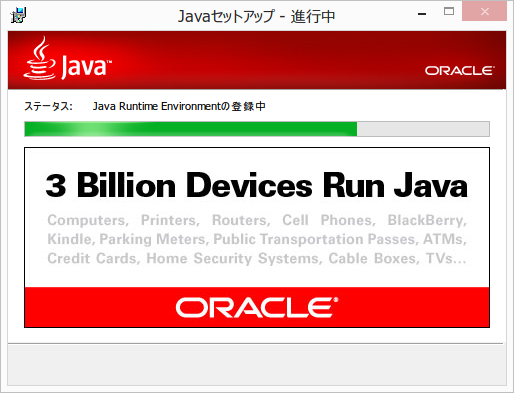 Javaセットアップ - 進行中
Java™
ORACLE®
ステータス: Java Runtime Environmentの登録中
3 Billion Devices Run Java
Computers, Printers, Routers, Cell Phones, BlackBerry,
Kindle, Parking Meters, Public Transportation Passes, ATMs,
Credit Cards, Home Security Systems, Cable Boxes, TVs...
ORACLE®